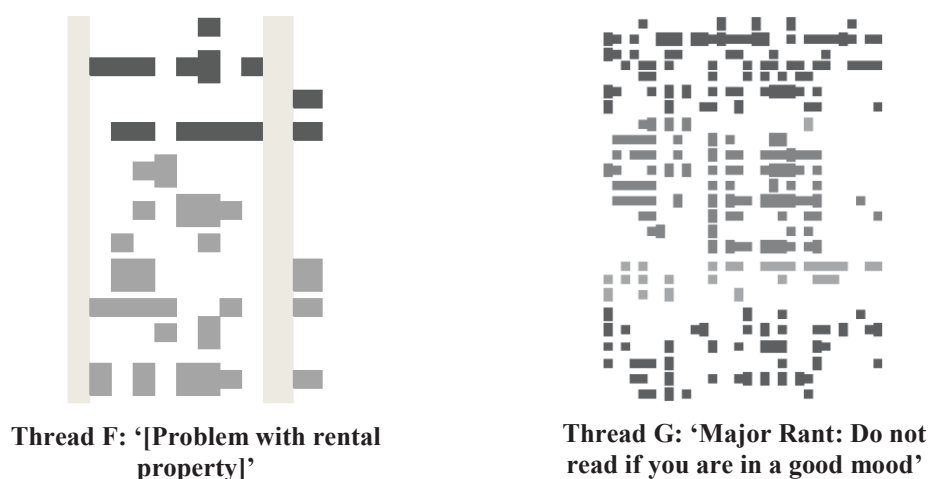 Thread F: ‘[Problem with rental
property]’
Thread G: ‘Major Rant: Do not
read if you are in a good mood’